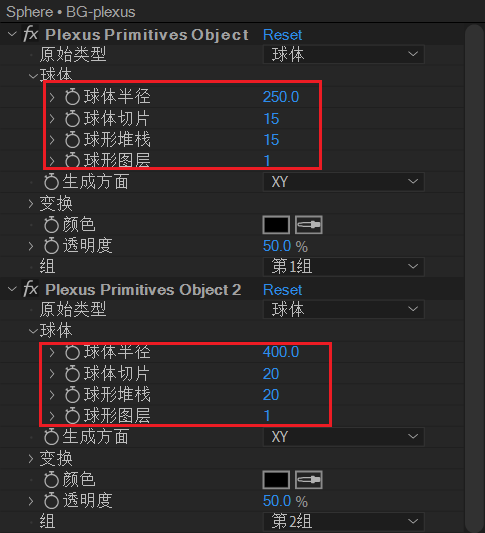 Sphere • BG-plexus
fx Plexus Primitives Object Reset
原始类型 球体
球体
球体半径 250.0
球体切片 15
球形堆栈 15
球形图层 1
生成方面 XY
变换
颜色
透明度 50.0 %
组 第1组
fx Plexus Primitives Object 2 Reset
原始类型 球体
球体
球体半径 400.0
球体切片 20
球形堆栈 20
球形图层 1
生成方面 XY
变换
颜色
透明度 50.0 %
组 第2组